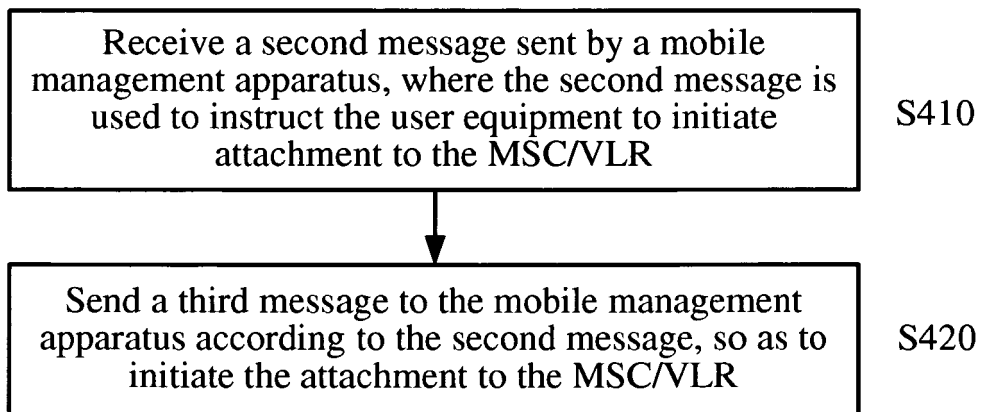 Receive a second message sent by a mobile
management apparatus, where the second message is
used to instruct the user equipment to initiate
attachment to the MSC/VLR
S410
Send a third message to the mobile management
apparatus according to the second message, so as to
initiate the attachment to the MSC/VLR
S420